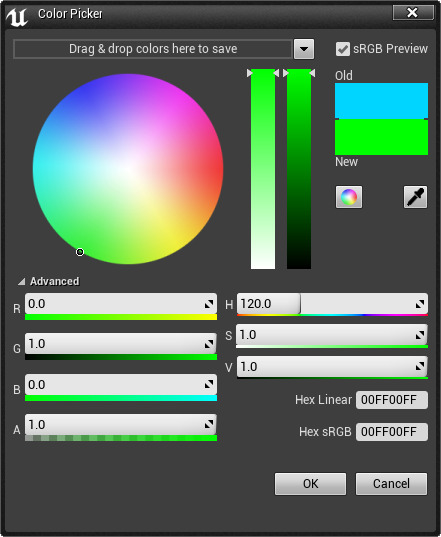 Color Picker
Drag & drop colors here to save
sRGB Preview
Old
New
Advanced
R 0.0
H 120.0
G 1.0
S 1.0
B 0.0
V 1.0
A 1.0
Hex Linear 00FF00FF
Hex sRGB 00FF00FF
OK
Cancel